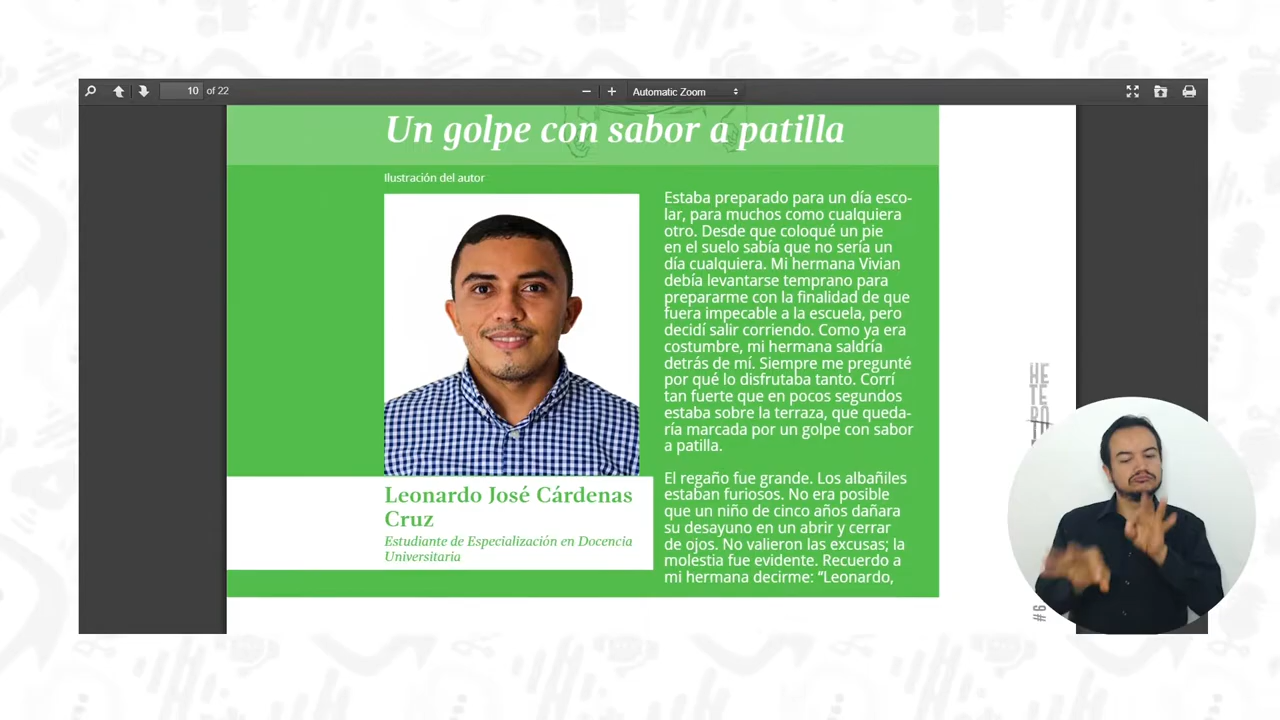 10 of 22
Automatic Zoom
Un golpe con sabor a patilla
Ilustración del autor
Leonardo José Cárdenas
Cruz
Estudiante de Especialización en Docencia
Universitaria
Estaba preparado para un día esco-
lar, para muchos como cualquiera
otro. Desde que coloqué un pie
en el suelo sabía que no sería un
día cualquiera. Mi hermana Vivian
debía levantarse temprano para
prepararme con la finalidad de que
fuera impecable a la escuela, pero
decidí salir corriendo. Como ya era
costumbre, mi hermana saldría
detrás de mí. Siempre me pregunté
por qué lo disfrutaba tanto. Corrí
tan fuerte que en pocos segundos
estaba sobre la terraza, que queda-
ría marcada por un golpe con sabor
a patilla.
El regaño fue grande. Los albañiles
estaban furiosos. No era posible
que un niño de cinco años dañara
su desayuno en un abrir y cerrar
de ojos. No valieron las excusas; la
molestia fue evidente. Recuerdo a
mi hermana decirme: “Leonardo,
HE
TE
RO
#6